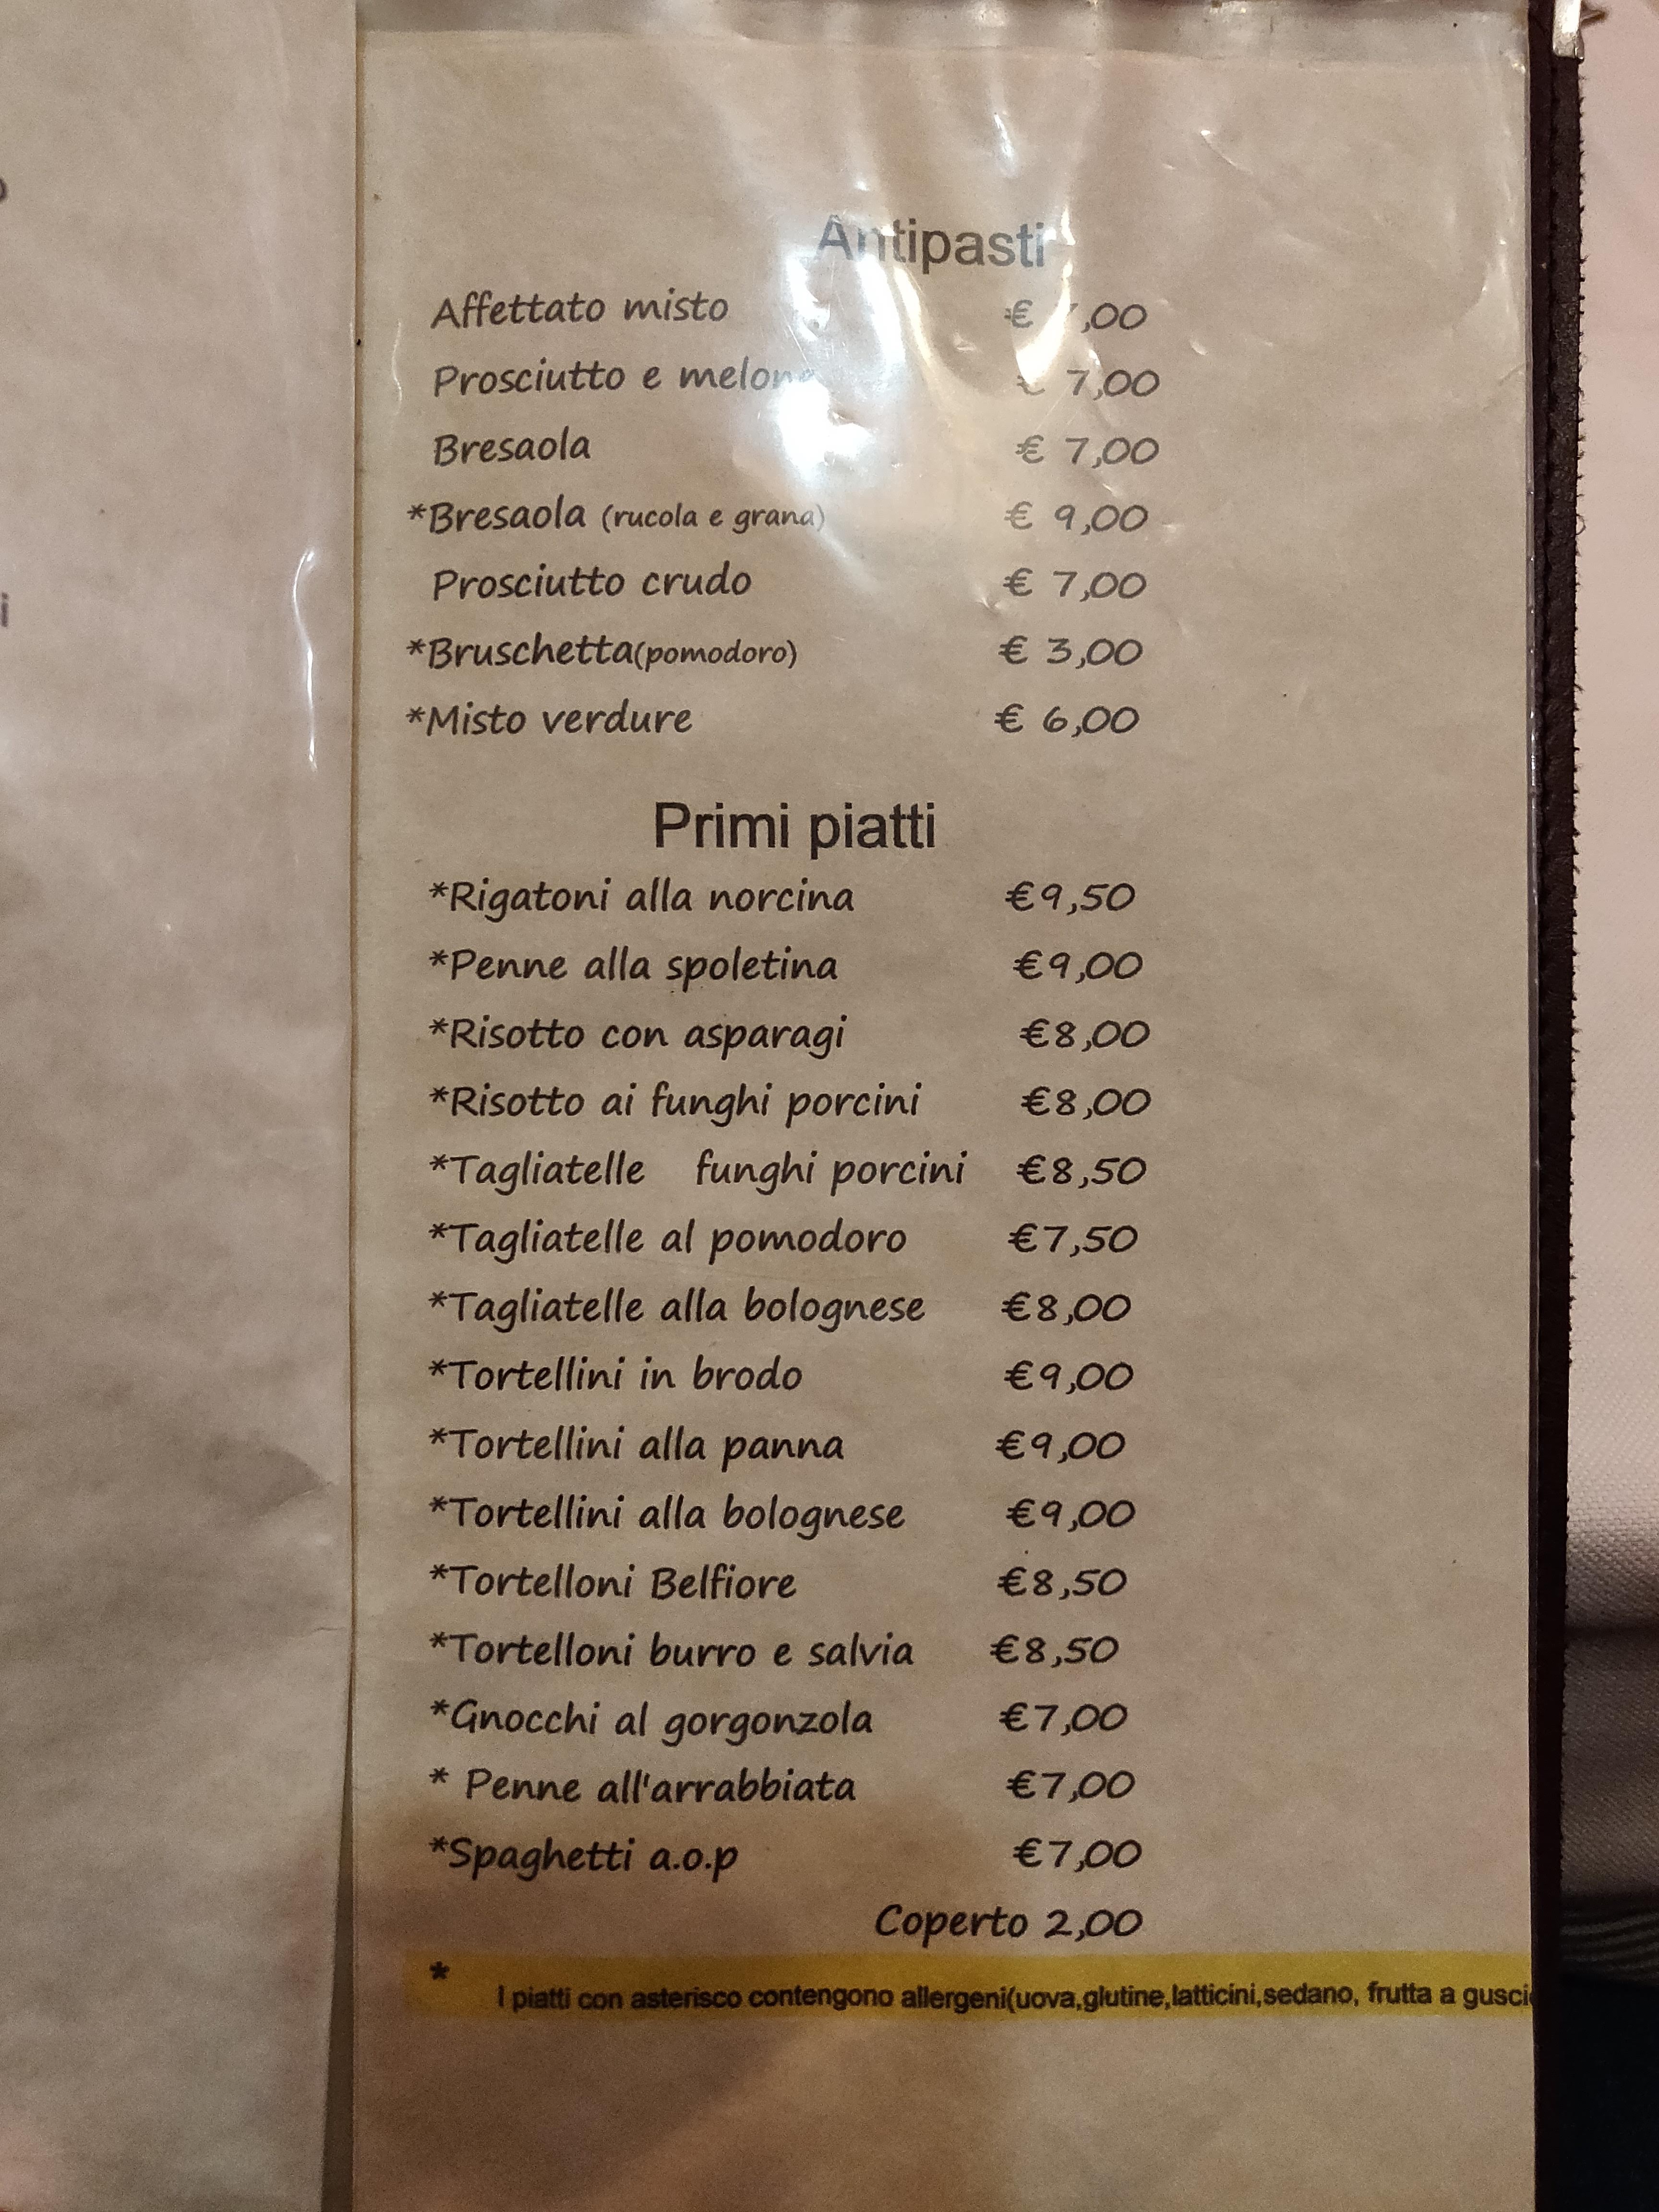 Antipasti
Affettato misto € 7,00
Prosciutto e melone € 7,00
Bresaola € 7,00
*Bresaola (rucola e grana) € 9,00
Prosciutto crudo € 7,00
*Bruschetta(pomodoro) € 3,00
*Misto verdure € 6,00
Primi piatti
*Rigatoni alla norcina €9,50
*Penne alla spoletina €9,00
*Risotto con asparagi €8,00
*Risotto ai funghi porcini €8,00
*Tagliatelle funghi porcini €8,50
*Tagliatelle al pomodoro €7,50
*Tagliatelle alla bolognese €8,00
*Tortellini in brodo €9,00
*Tortellini alla panna €9,00
*Tortellini alla bolognese €9,00
*Tortelloni Belfiore €8,50
*Tortelloni burro e salvia €8,50
*Gnocchi al gorgonzola €7,00
* Penne all'arrabbiata €7,00
*Spaghetti a.o.p €7,00
Coperto 2,00
* I piatti con asterisco contengono allergeni(uova,glutine,latticini,sedano, frutta a